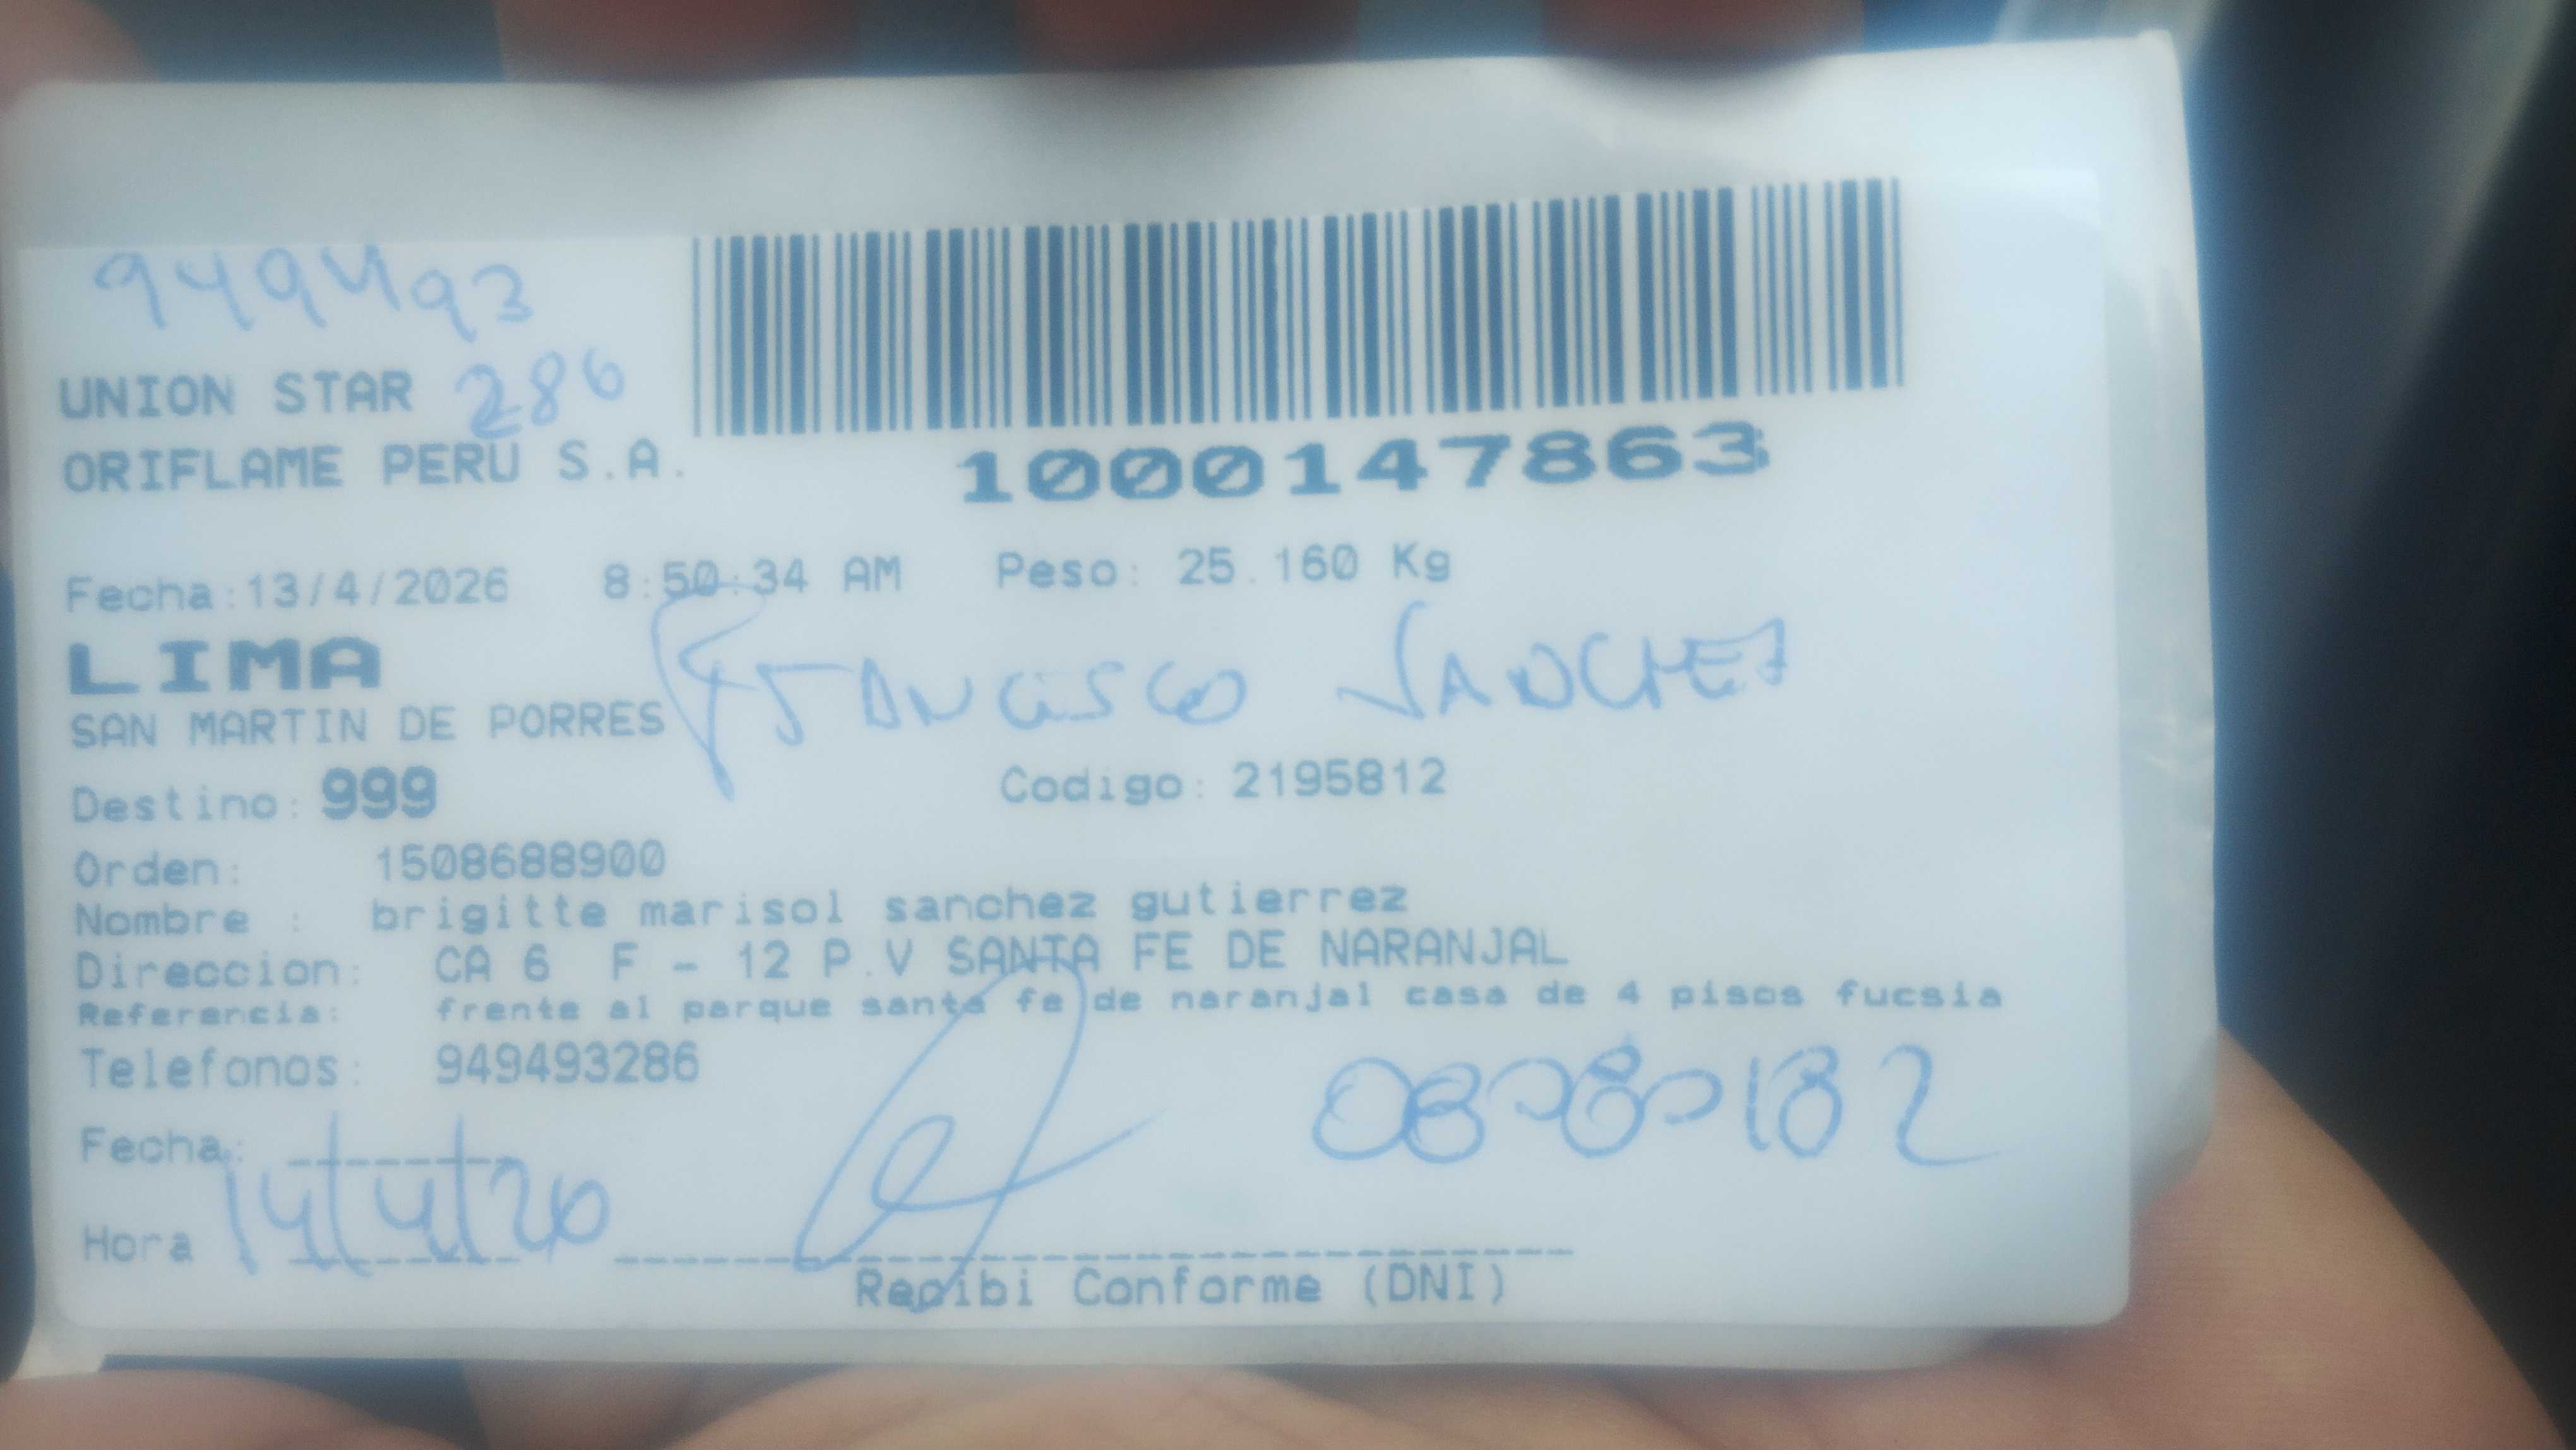 949493
UNION STAR 286
ORIFLAME PERU S.A.
1000147863
Fecha:13/4/2026 8:50:34 AM Peso: 25.160 Kg
LIMA
FRANCISCO SANCHEZ
SAN MARTIN DE PORRES
Destino: 999 Codigo: 2195812
Orden: 1508688900
Nombre : brigitte marisol sanchez gutierrez
Direccion: CA 6 F - 12 P.V SANTA FE DE NARANJAL
Referencia: frente al parque santa fe de naranjal casa de 4 pisos fucsia
Telefonos: 949493286
Fecha:
14/4/26
Hora
Recibi Conforme (DNI)